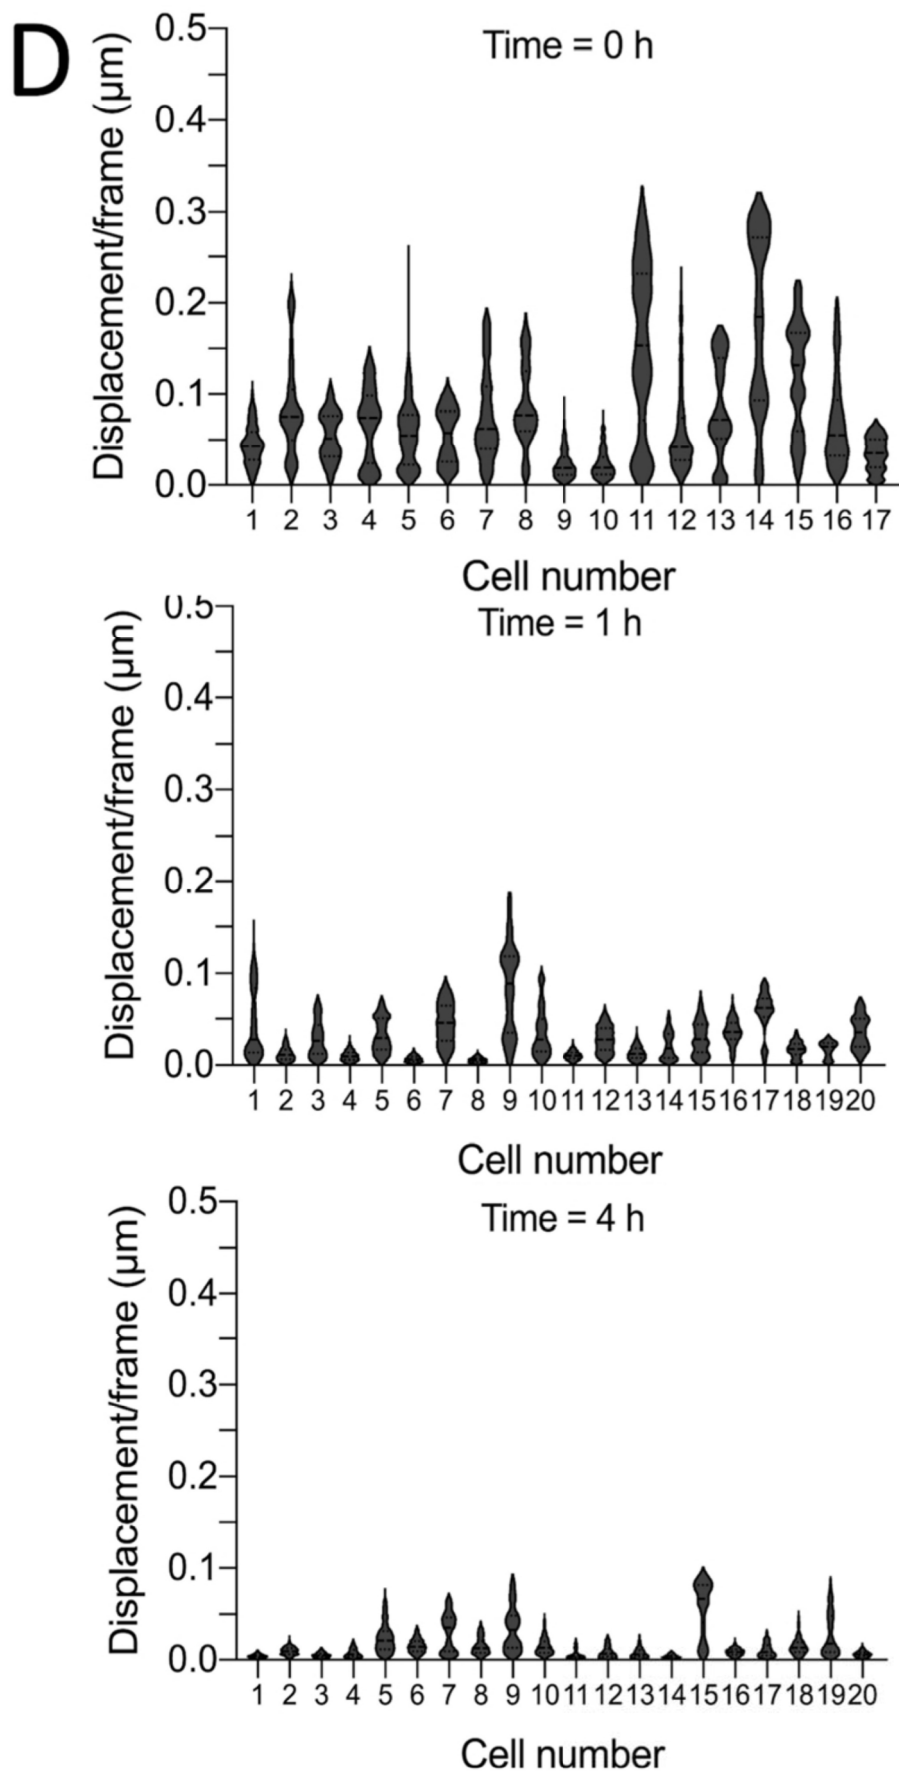 D
Displacement/frame (µm)
Time = 0 h
0.5
0.4
0.3
0.2
0.1
0.0
1 2 3 4 5 6 7 8 9 10 11 12 13 14 15 16 17
Cell number
Displacement/frame (µm)
Time = 1 h
0.5
0.4
0.3
0.2
0.1
0.0
1 2 3 4 5 6 7 8 9 10 11 12 13 14 15 16 17 18 19 20
Cell number
Displacement/frame (µm)
Time = 4 h
0.5
0.4
0.3
0.2
0.1
0.0
1 2 3 4 5 6 7 8 9 10 11 12 13 14 15 16 17 18 19 20
Cell number